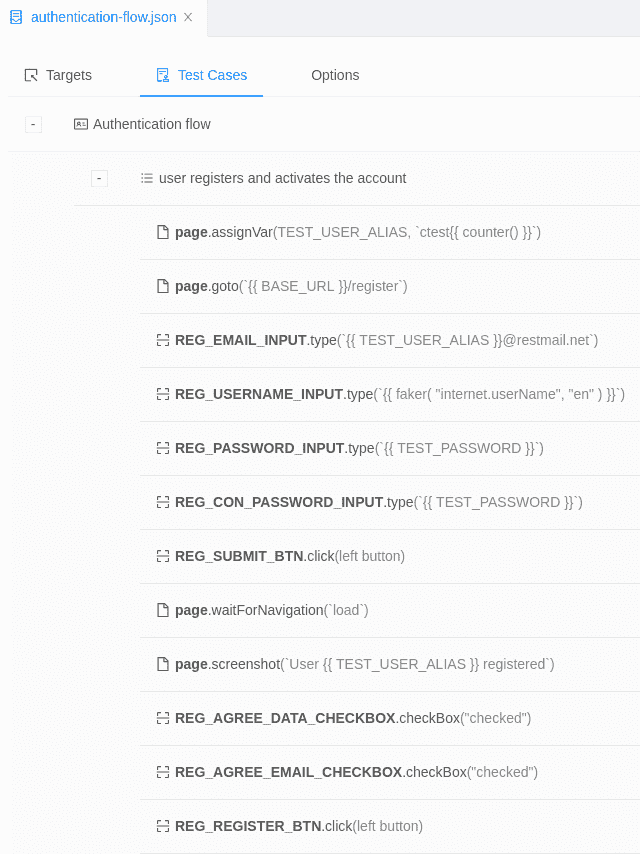 authentication-flow.json
Targets Test Cases Options
- Authentication flow
- user registers and activates the account
page.assignVar(TEST_USER_ALIAS, `ctest{{ counter() }}`)
page.goto(`{{ BASE_URL }}/register`)
REG_EMAIL_INPUT.type(`{{ TEST_USER_ALIAS }}@restmail.net`)
REG_USERNAME_INPUT.type(`{{ faker( "internet.userName", "en" ) }}`)
REG_PASSWORD_INPUT.type(`{{ TEST_PASSWORD }}`)
REG_CON_PASSWORD_INPUT.type(`{{ TEST_PASSWORD }}`)
REG_SUBMIT_BTN.click(left button)
page.waitForNavigation(`load`)
page.screenshot(`User {{ TEST_USER_ALIAS }} registered`)
REG_AGREE_DATA_CHECKBOX.checkBox("checked")
REG_AGREE_EMAIL_CHECKBOX.checkBox("checked")
REG_REGISTER_BTN.click(left button)